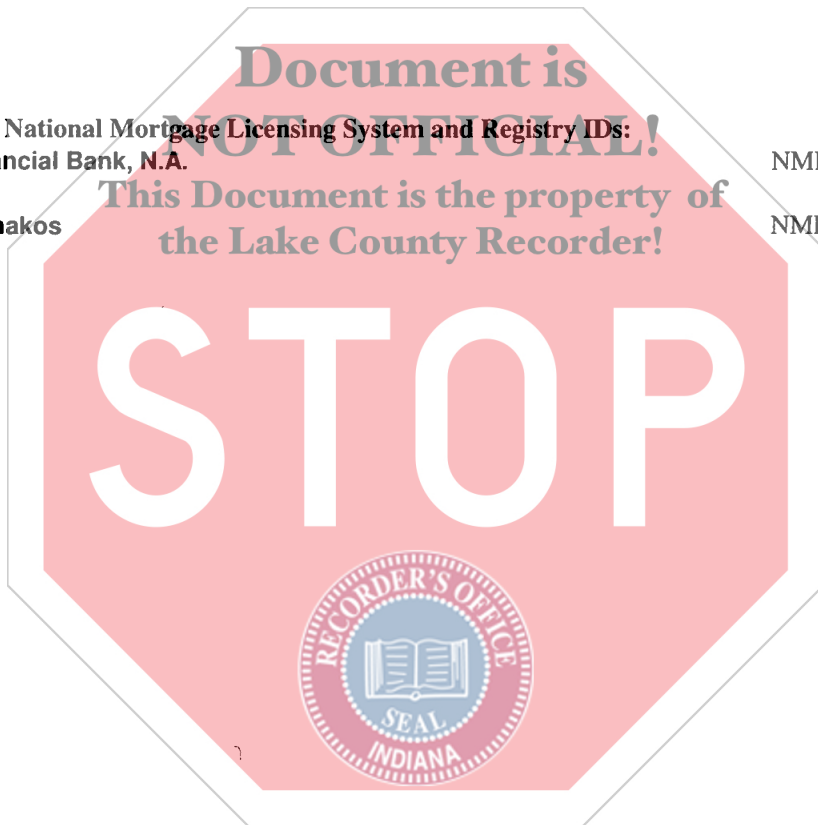 Document is
NOT OFFICIAL!
National Mortgage Licensing System and Registry IDs:
ncial Bank, N.A. NMI
This Document is the property of
akos NMI
the Lake County Recorder!
STOP
RECORDER'S OFFICE
SEAL
INDIANA